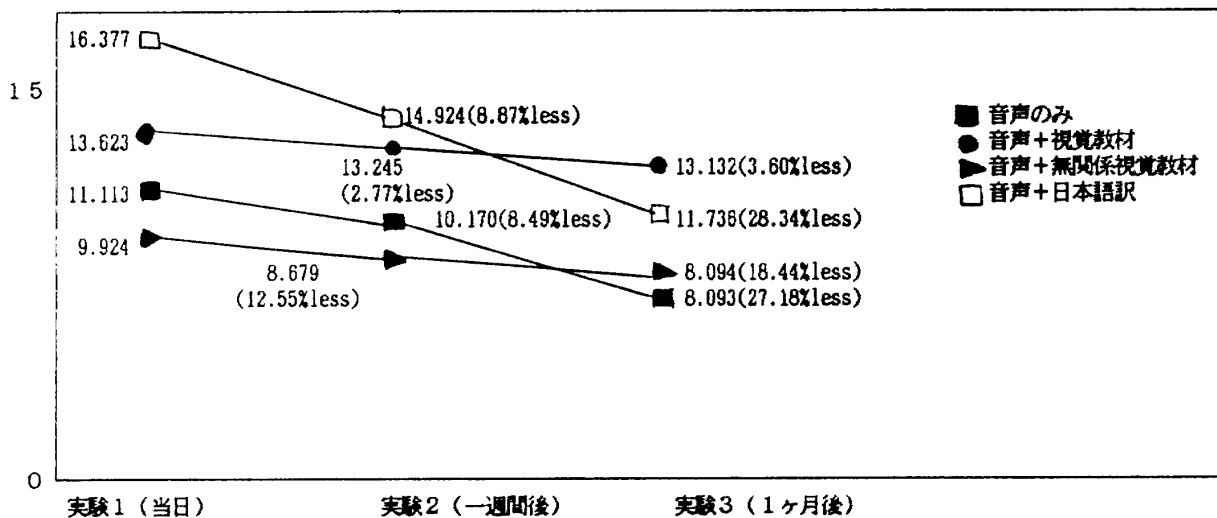 16.377
15
14.924(8.87%less)
13.623
13.245
(2.77%less)
13.132(3.60%less)
11.113
10.170(8.49%less)
11.736(28.34%less)
9.924
8.679
(12.55%less)
8.094(18.44%less)
8.093(27.18%less)
音声のみ
音声+視覚教材
音声+無関係視覚教材
音声+日本語訳
0
実験1(当日)
実験2(一週間後)
実験3(1ヶ月後)